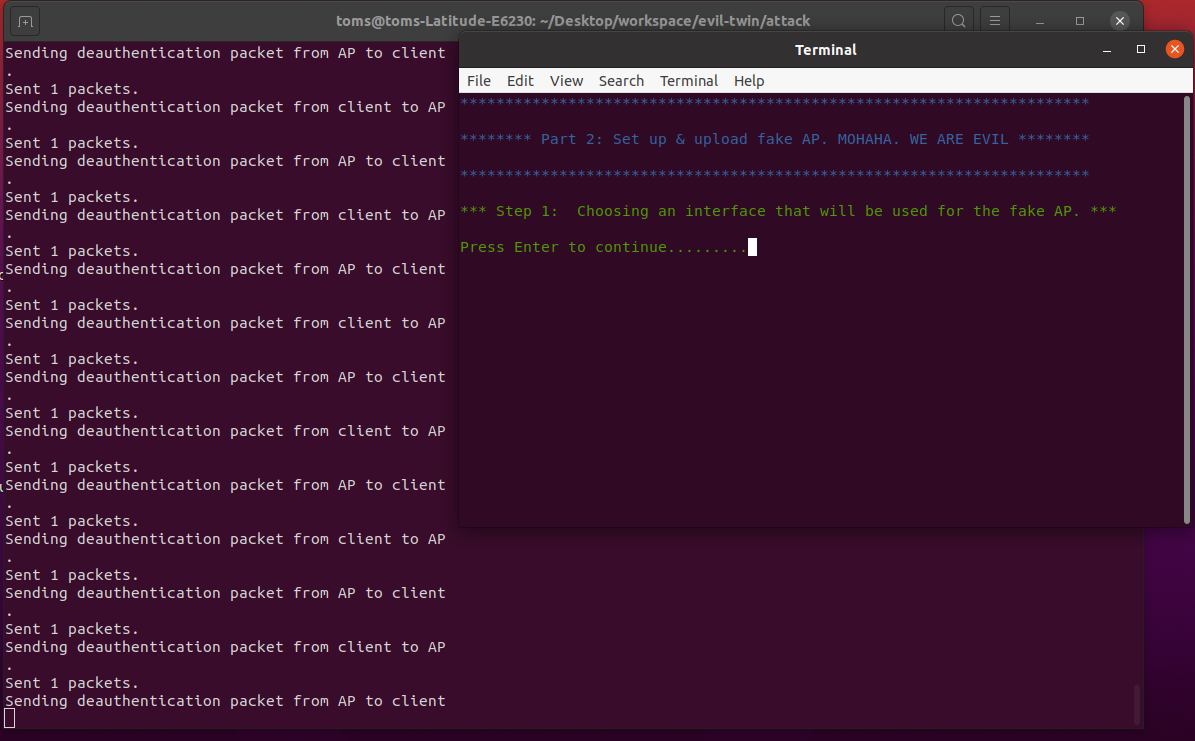 toms@toms-Latitude-E6230: ~/Desktop/workspace/evil-twin/attack
Sending deauthentication packet from AP to client
.
Sent 1 packets.
Sending deauthentication packet from client to AP
.
Sent 1 packets.
Sending deauthentication packet from AP to client
.
Sent 1 packets.
Sending deauthentication packet from client to AP
.
Sent 1 packets.
Sending deauthentication packet from AP to client
.
Sent 1 packets.
Sending deauthentication packet from client to AP
.
Sent 1 packets.
Sending deauthentication packet from AP to client
.
Sent 1 packets.
Sending deauthentication packet from client to AP
.
Sent 1 packets.
Sending deauthentication packet from AP to client
.
Sent 1 packets.
Sending deauthentication packet from client to AP
.
Sent 1 packets.
Sending deauthentication packet from AP to client
.
Sent 1 packets.
Sending deauthentication packet from client to AP
.
Sent 1 packets.
Sending deauthentication packet from AP to client
Terminal
File Edit View Search Terminal Help
**********************************************************************
******** Part 2: Set up & upload fake AP. MOHAHA. WE ARE EVIL ********
**********************************************************************
*** Step 1:  Choosing an interface that will be used for the fake AP. ***
Press Enter to continue.........